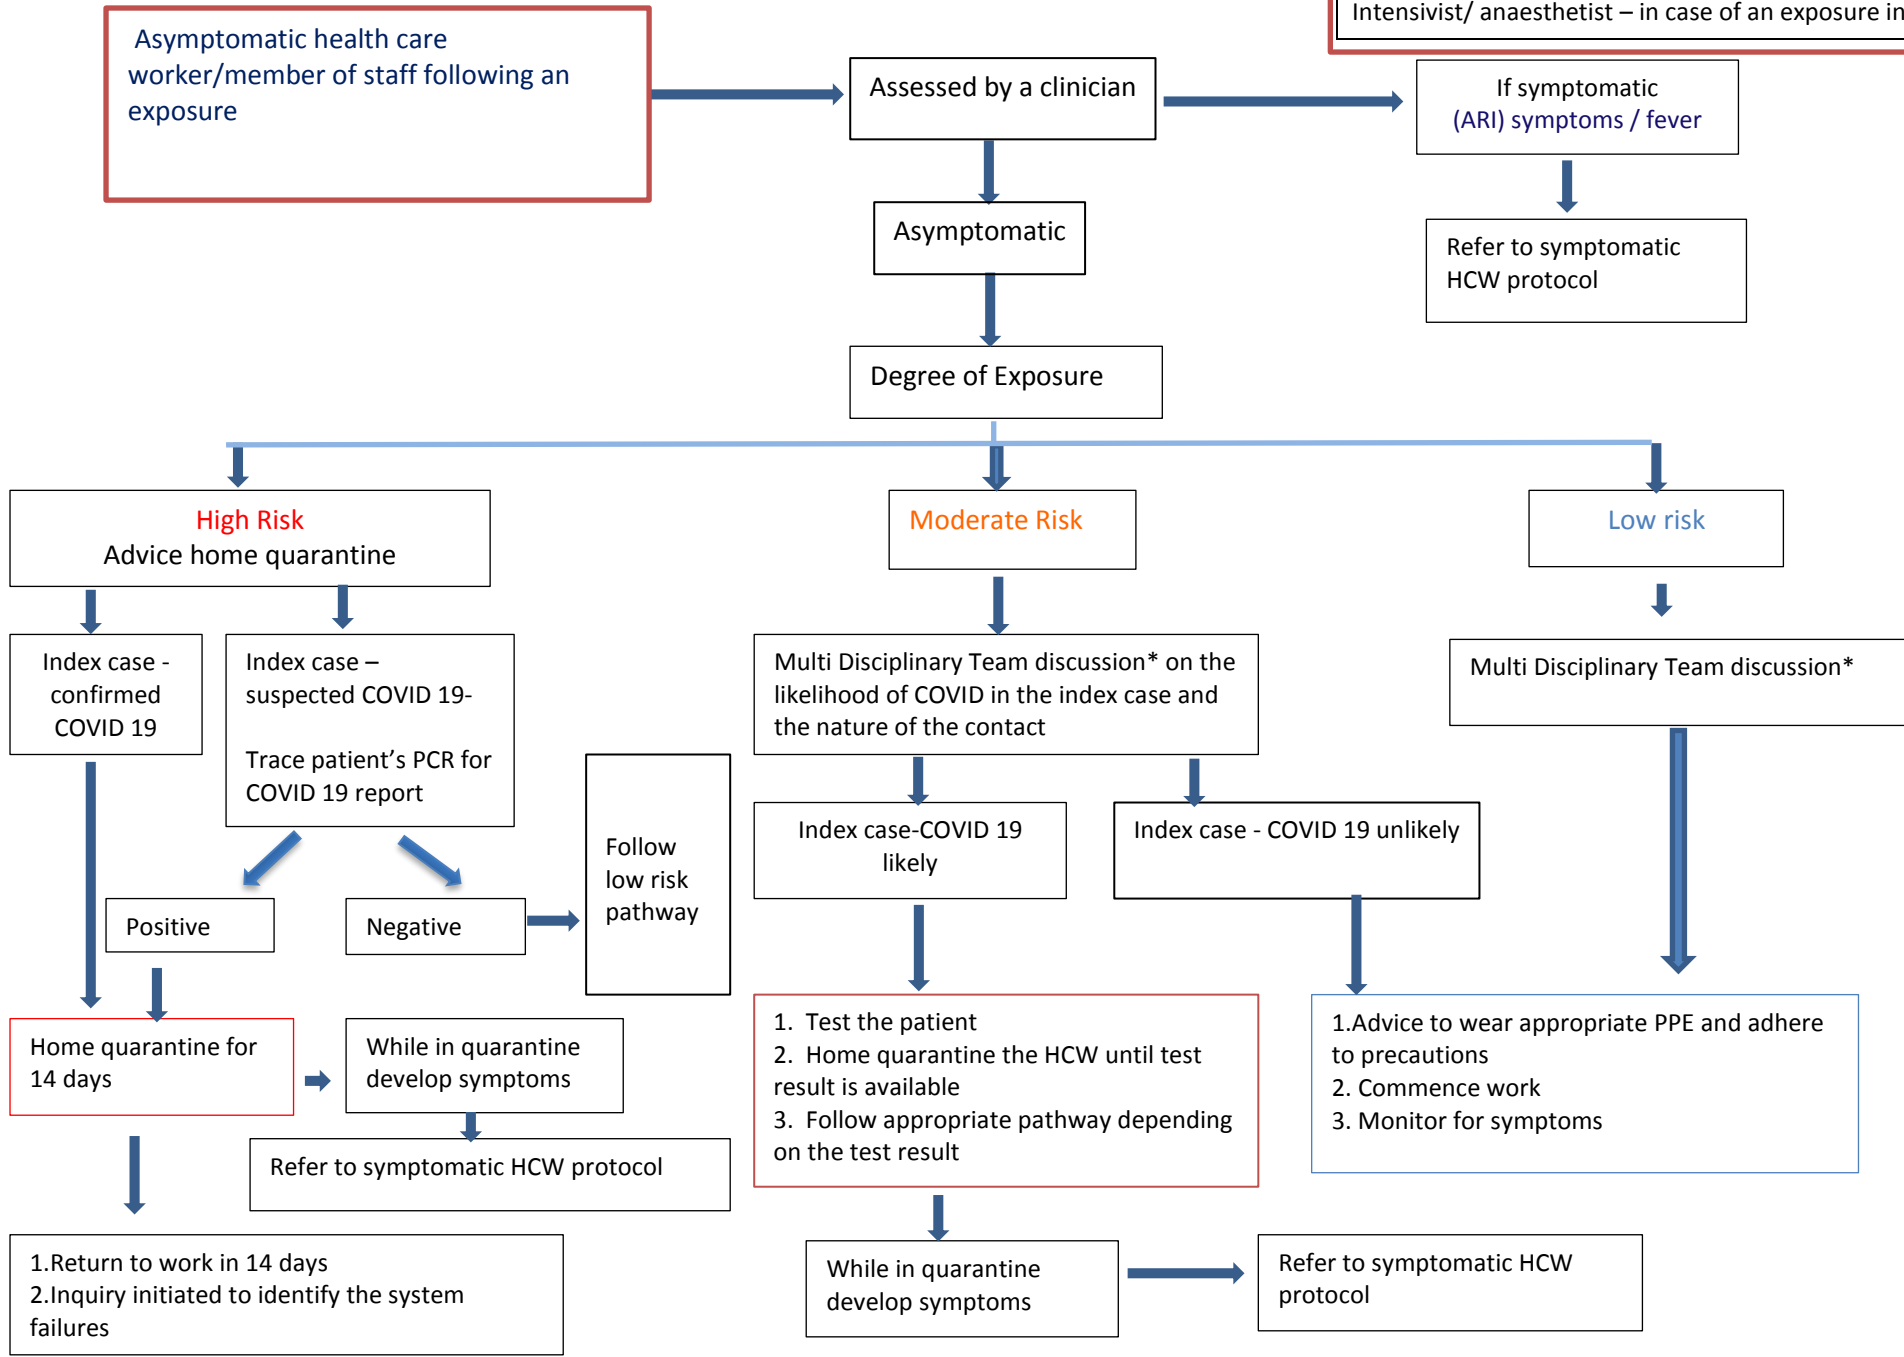 Intensivist/ anaesthetist – in case of an exposure in
Asymptomatic health care
worker/member of staff following an
exposure
Assessed by a clinician
If symptomatic
(ARI) symptoms / fever
Asymptomatic
Refer to symptomatic
HCW protocol
Degree of Exposure
High Risk
Advice home quarantine
Moderate Risk
Low risk
Index case -
confirmed
COVID 19
Index case –
suspected COVID 19-
Trace patient's PCR for
COVID 19 report
Multi Disciplinary Team discussion* on the
likelihood of COVID in the index case and
the nature of the contact
Multi Disciplinary Team discussion*
Follow
low risk
pathway
Index case-COVID 19
likely
Index case - COVID 19 unlikely
Positive
Negative
Home quarantine for
14 days
While in quarantine
develop symptoms
1. Test the patient
2. Home quarantine the HCW until test
result is available
3. Follow appropriate pathway depending
on the test result
1.Advice to wear appropriate PPE and adhere
to precautions
2. Commence work
3. Monitor for symptoms
Refer to symptomatic HCW protocol
1.Return to work in 14 days
2.Inquiry initiated to identify the system
failures
While in quarantine
develop symptoms
Refer to symptomatic HCW
protocol